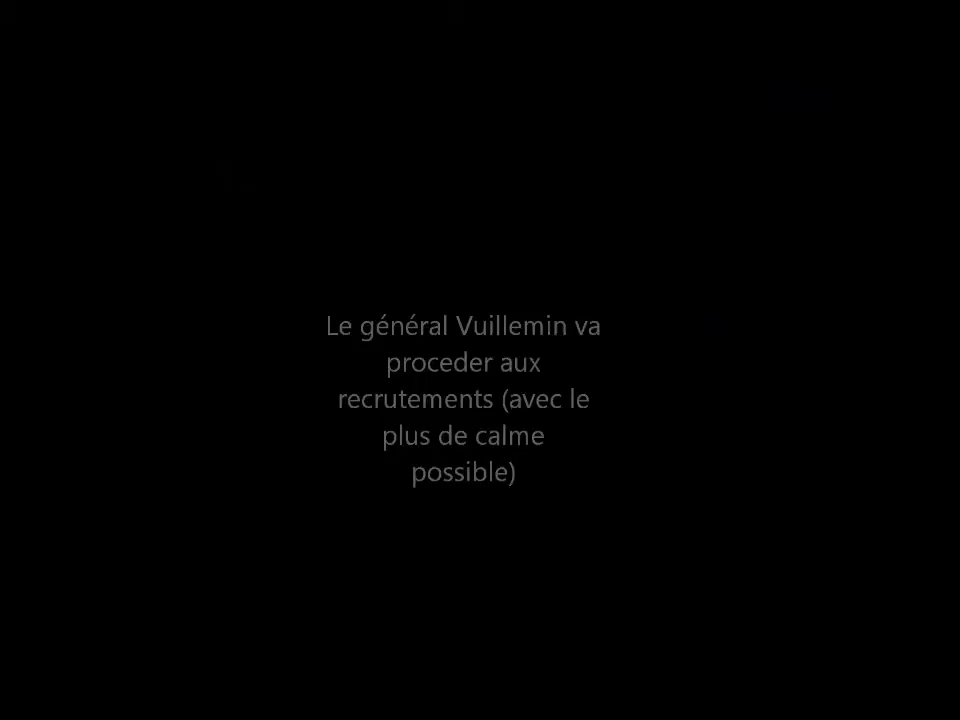 Le général Vuillemin va
proceder aux
recrutements (avec le
plus de calme
possible)